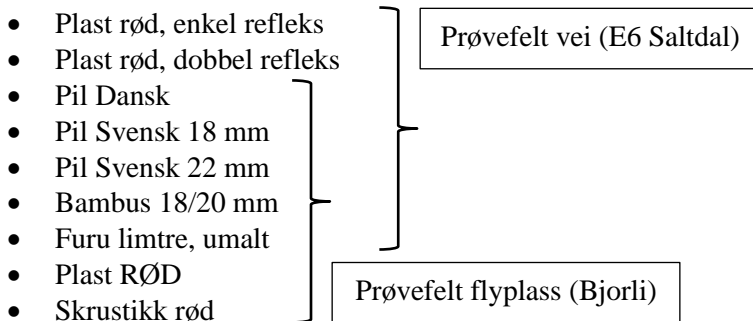 • Plast rød, enkel refleks
• Plast rød, dobbel refleks
• Pil Dansk
• Pil Svensk 18 mm
• Pil Svensk 22 mm
• Bambus 18/20 mm
• Furu limtre, umalt
• Plast RØD
• Skrustikk rød
Prøvefelt vei (E6 Saltdal)
Prøvefelt flyplass (Bjorli)